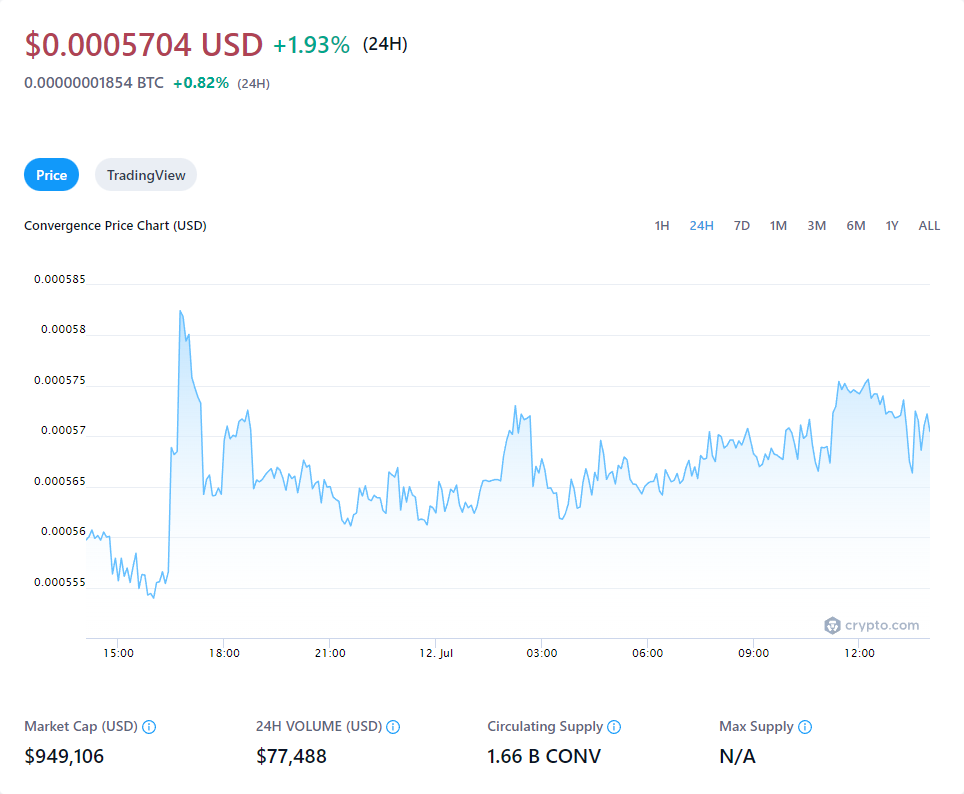 $0.0005704 USD +1.93% (24H)
0.00000001854 BTC +0.82% (24H)
Price TradingView
Convergence Price Chart (USD) 1H 24H 7D 1M 3M 6M 1Y ALL
0.000585
0.00058
0.000575
0.00057
0.000565
0.00056
0.000555
crypto.com
15:00 18:00 21:00 12. Jul 03:00 06:00 09:00 12:00
Market Cap (USD) 24H VOLUME (USD) Circulating Supply Max Supply
$949,106 $77,488 1.66 B CONV N/A